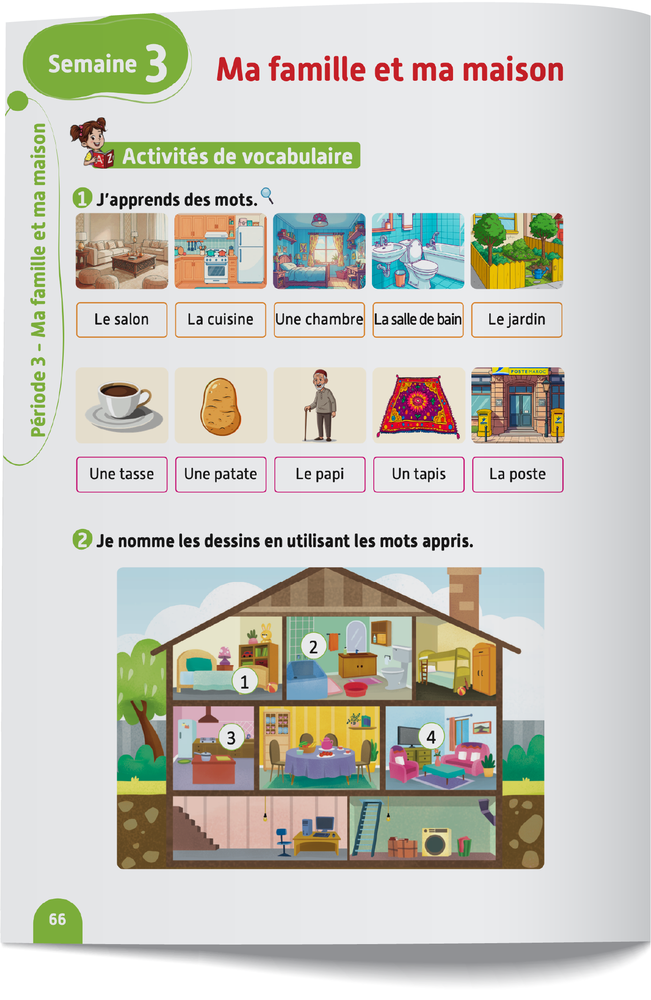 Semaine 3
Ma famille et ma maison
Période 3 – Ma famille et ma maison
A Z
Activités de vocabulaire
1 J'apprends des mots.
Le salon
La cuisine
Une chambre
La salle de bain
Le jardin
POSTE MAROC
Une tasse
Une patate
Le papi
Un tapis
La poste
2 Je nomme les dessins en utilisant les mots appris.
1
2
3
4
66